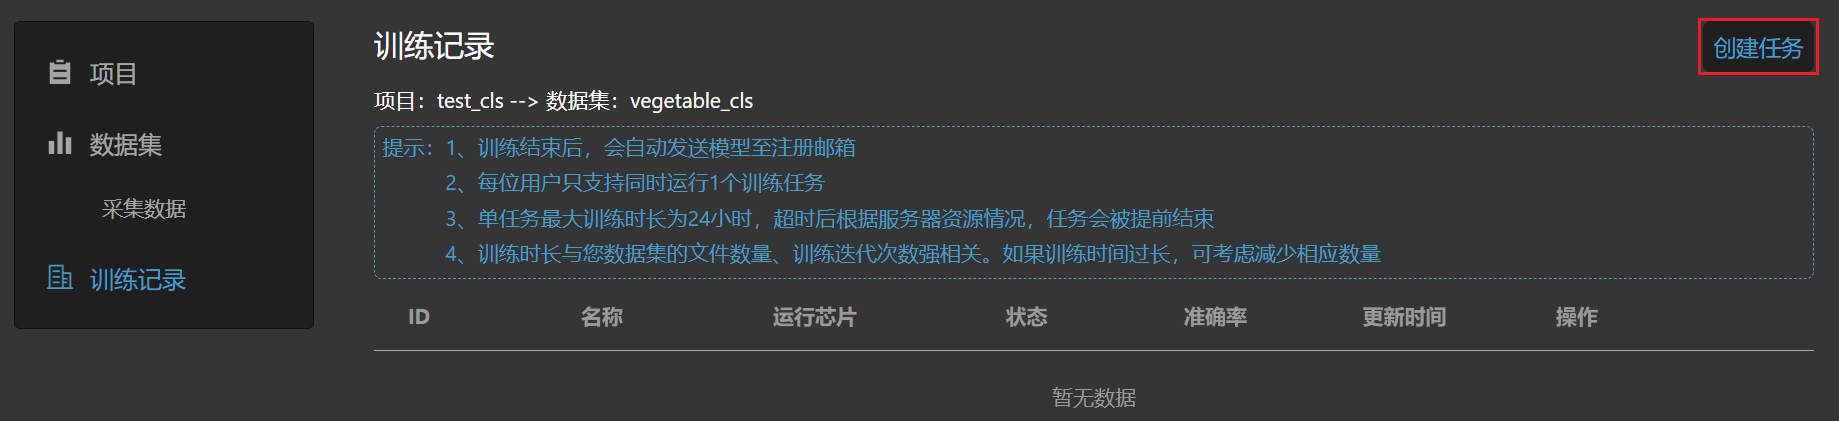 项目
数据集
采集数据
训练记录
训练记录
创建任务
项目：test_cls --> 数据集：vegetable_cls
提示：1、训练结束后，会自动发送模型至注册邮箱
2、每位用户只支持同时运行1个训练任务
3、单任务最大训练时长为24小时，超时后根据服务器资源情况，任务会被提前结束
4、训练时长与您数据集的文件数量、训练迭代次数强相关。如果训练时间过长，可考虑减少相应数量
ID 名称 运行芯片 状态 准确率 更新时间 操作
暂无数据